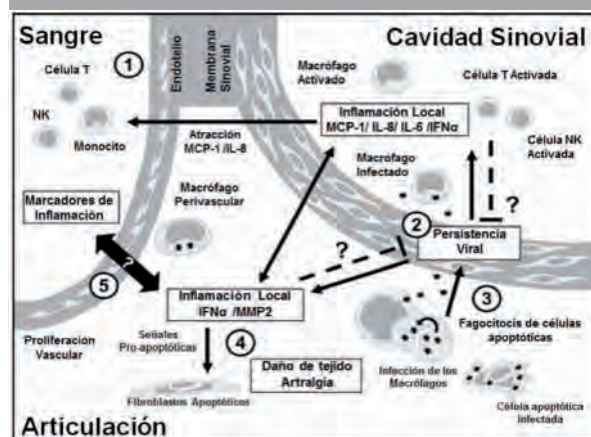 Sangre
Cavidad Sinovial
1
Célula T
Endotelio
Membrana
Sinovial
Macrófago
Activado
Célula T Activada
NK
Monocito
Atracción
MCP-1 /IL-8
Inflamación Local
MCP-1/ IL-8/ IL-6 /IFNα
Célula NK
Activada
Macrófago
Infectado
Marcadores de
Inflamación
Macrófago
Perivascular
2
?
Persistencia
Viral
?
?
5
Inflamación Local
IFNα /MMP2
3
Fagocitocis de células
apoptóticas
Proliferación
Vascular
Señales
Pro-apoptóticas
4
Daño de tejido
Artralgia
Infección de los
Macrófagos
Fibroblastos Apoptóticos
Célula apoptótica
Infectada
Articulación